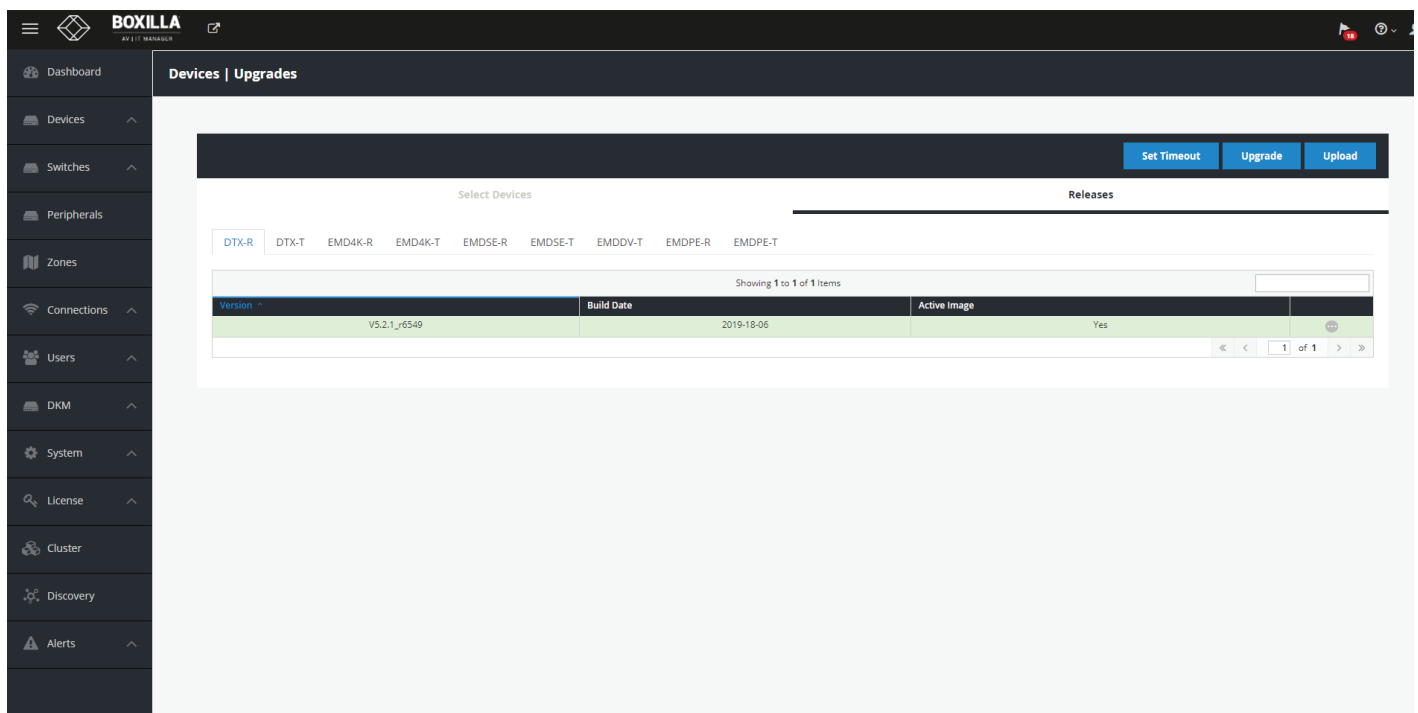 BOXILLA
AV | IT MANAGER
18
Dashboard
Devices | Upgrades
Devices
Switches
Set Timeout Upgrade Upload
Select Devices Releases
Peripherals
DTX-R DTX-T EMD4K-R EMD4K-T EMDSE-R EMDSE-T EMDDV-T EMDPE-R EMDPE-T
Zones
Showing 1 to 1 of 1 Items
Connections
Version Build Date Active Image
V5.2.1_r6549 2019-18-06 Yes
1 of 1
Users
DKM
System
License
Cluster
Discovery
Alerts